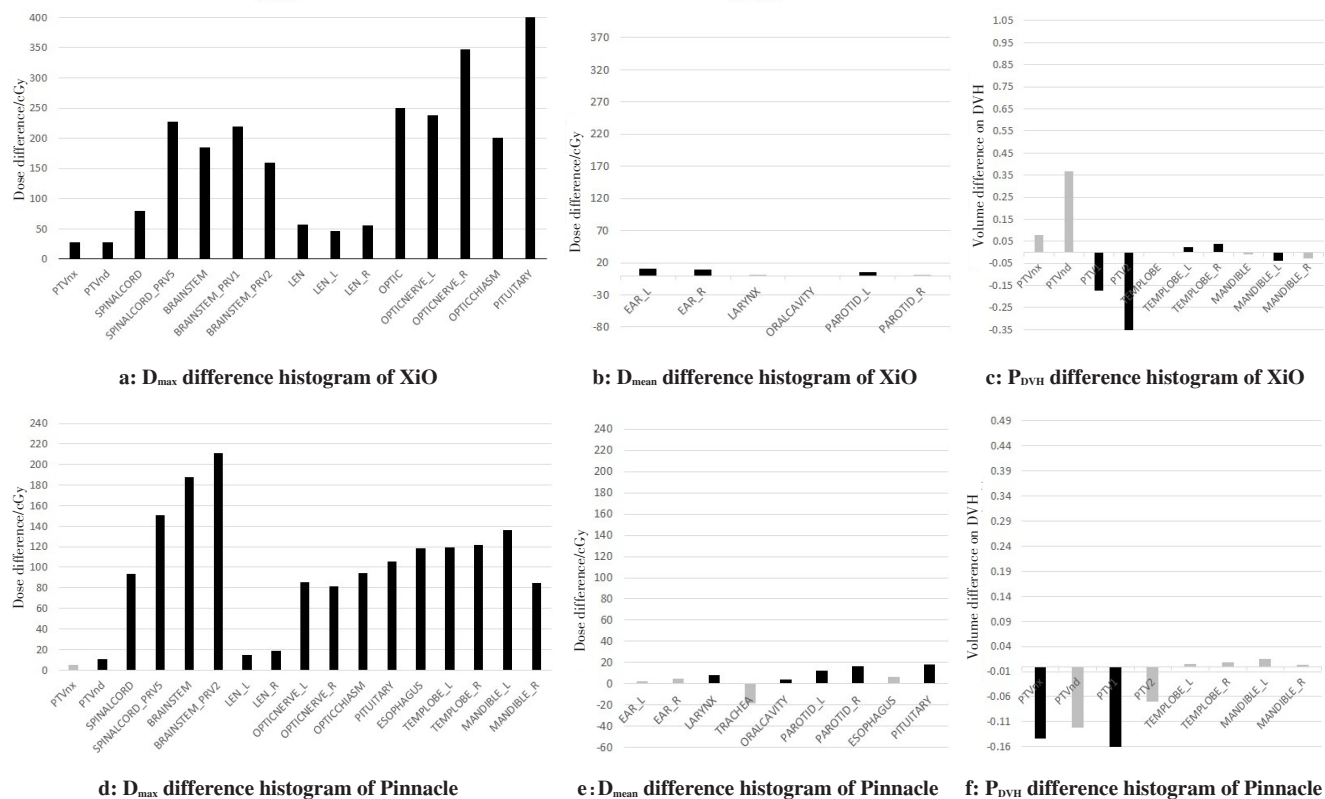 400
350
300
250
200
150
100
50
0
Dose difference/cGy
PTVnx
PTVnd
SPINALCORD
SPINALCORD_PRV5
BRAINSTEM
BRAINSTEM_PRV1
BRAINSTEM_PRV2
LEN
LEN_L
LEN_R
OPTIC
OPTICNERVE_L
OPTICNERVE_R
OPTICCHIASM
PITUITARY
a: Dmax difference histogram of XiO
370
320
270
220
170
120
70
20
-30
-80
Dose difference/cGy
EAR_L
EAR_R
LARYNX
ORALCAVITY
PAROTID_L
PAROTID_R
b: Dmean difference histogram of XiO
1.05
0.95
0.85
0.75
0.65
0.55
0.45
0.35
0.25
0.15
0.05
-0.05
-0.15
-0.25
-0.35
Volume difference on DVH
PTVnx
PTVnd
PTV1
PTV2
TEMPLOBE
TEMPLOBE_L
TEMPLOBE_R
MANDIBLE
MANDIBLE_L
MANDIBLE_R
c: PDVH difference histogram of XiO
240
220
200
180
160
140
120
100
80
60
40
20
0
Dose difference/cGy
PTVnx
PTVnd
SPINALCORD
SPINALCORD_PRV5
BRAINSTEM
BRAINSTEM_PRV2
LEN_L
LEN_R
OPTICNERVE_L
OPTICNERVE_R
OPTICCHIASM
PITUITARY
ESOPHAGUS
TEMPLOBE_L
TEMPLOBE_R
MANDIBLE_L
MANDIBLE_R
d: Dmax difference histogram of Pinnacle
240
220
200
180
160
140
120
100
80
60
40
20
0
-20
-40
-60
Dose difference/cGy
EAR_L
EAR_R
LARYNX
TRACHEA
ORALCAVITY
PAROTID_L
PAROTID_R
ESOPHAGUS
PITUITARY
e: Dmean difference histogram of Pinnacle
0.49
0.44
0.39
0.34
0.29
0.24
0.19
0.14
0.09
0.04
-0.01
-0.06
-0.11
-0.16
Volume difference on DVH
PTVnx
PTVnd
PTV1
PTV2
TEMPLOBE_L
TEMPLOBE_R
MANDIBLE_L
MANDIBLE_R
f: PDVH difference histogram of Pinnacle